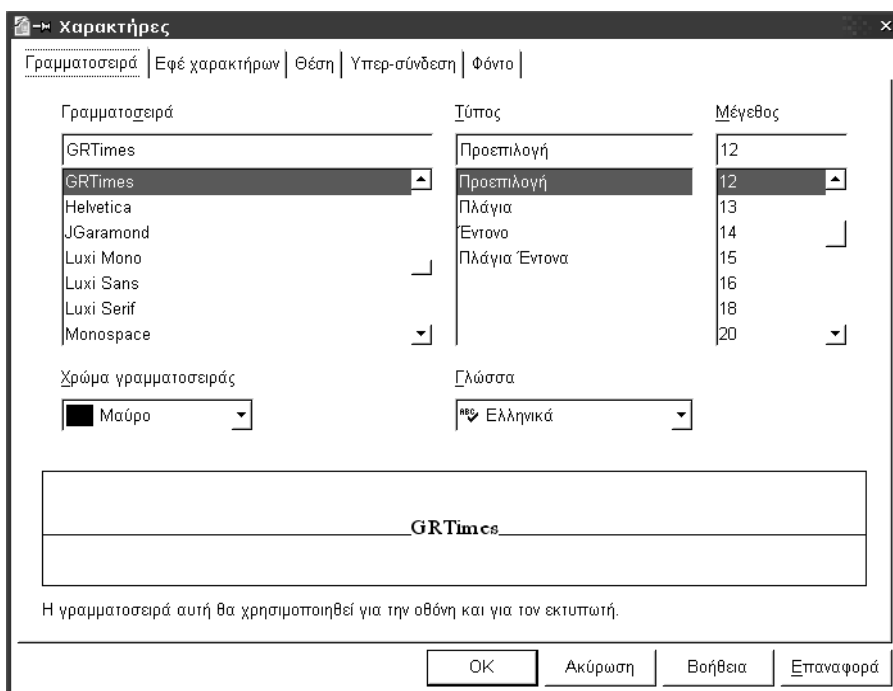 Χαρακτήρες
Γραμματοσειρά Εφέ χαρακτήρων Θέση Υπερ-σύνδεση Φόντο
Γραμματοσειρά Τύπος Μέγεθος
GRTimes Προεπιλογή 12
GRTimes Προεπιλογή 12
Helvetica Πλάγια 13
JGaramond Έντονο 14
Luxi Mono Πλάγια Έντονα 15
Luxi Sans 16
Luxi Serif 18
Monospace 20
Χρώμα γραμματοσειράς Γλώσσα
Μαύρο ABC Ελληνικά
GRTimes
Η γραμματοσειρά αυτή θα χρησιμοποιηθεί για την οθόνη και για τον εκτυπωτή.
OK Ακύρωση Βοήθεια Επαναφορά